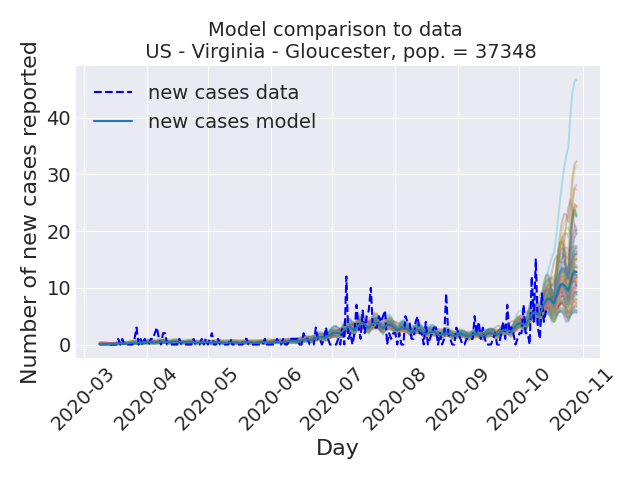 Model comparison to data
US - Virginia - Gloucester, pop. = 37348
new cases data
new cases model
Number of new cases reported
40
30
20
10
0
2020-03
2020-04
2020-05
2020-06
2020-07
2020-08
2020-09
2020-10
2020-11
Day